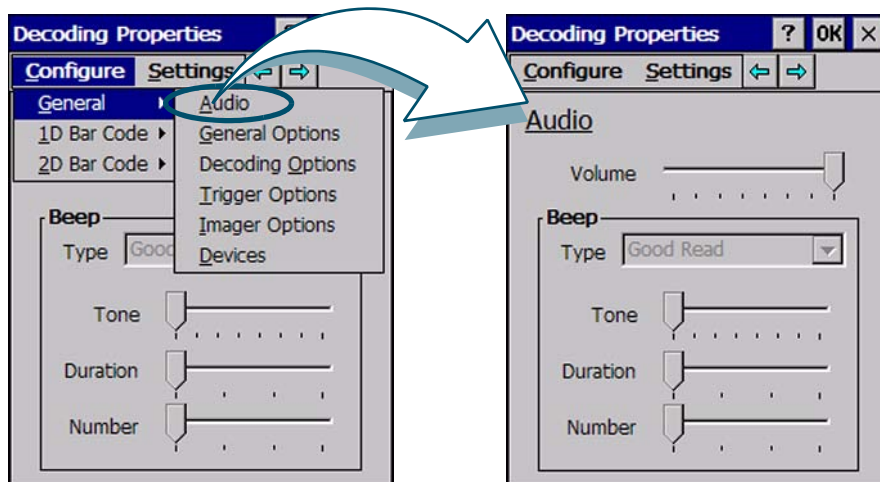 Decoding Properties
Configure Settings
General Audio
1D Bar Code General Options
2D Bar Code Decoding Options
Trigger Options
Imager Options
Devices
Beep
Type Good
Tone
Duration
Number
Decoding Properties ? OK ×
Configure Settings
Audio
Volume
Beep
Type Good Read
Tone
Duration
Number